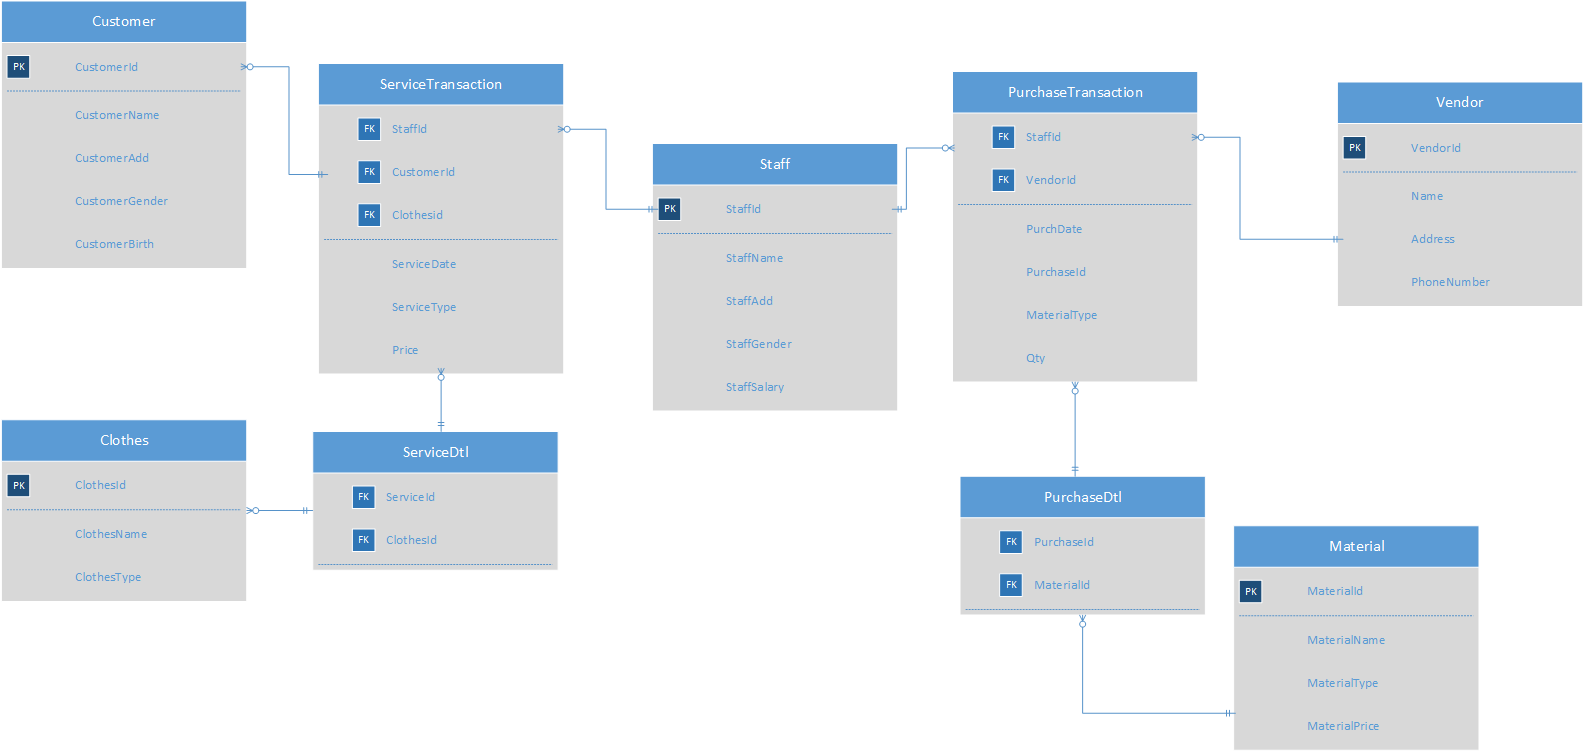 Customer
PK CustomerId
CustomerName
CustomerAdd
CustomerGender
CustomerBirth
ServiceTransaction
FK StaffId
FK CustomerId
FK Clothesid
ServiceDate
ServiceType
Price
Staff
PK StaffId
StaffName
StaffAdd
StaffGender
StaffSalary
PurchaseTransaction
FK StaffId
FK VendorId
PurchDate
PurchaseId
MaterialType
Qty
Vendor
PK VendorId
Name
Address
PhoneNumber
Clothes
PK ClothesId
ClothesName
ClothesType
ServiceDtl
FK ServiceId
FK ClothesId
PurchaseDtl
FK PurchaseId
FK MaterialId
Material
PK MaterialId
MaterialName
MaterialType
MaterialPrice